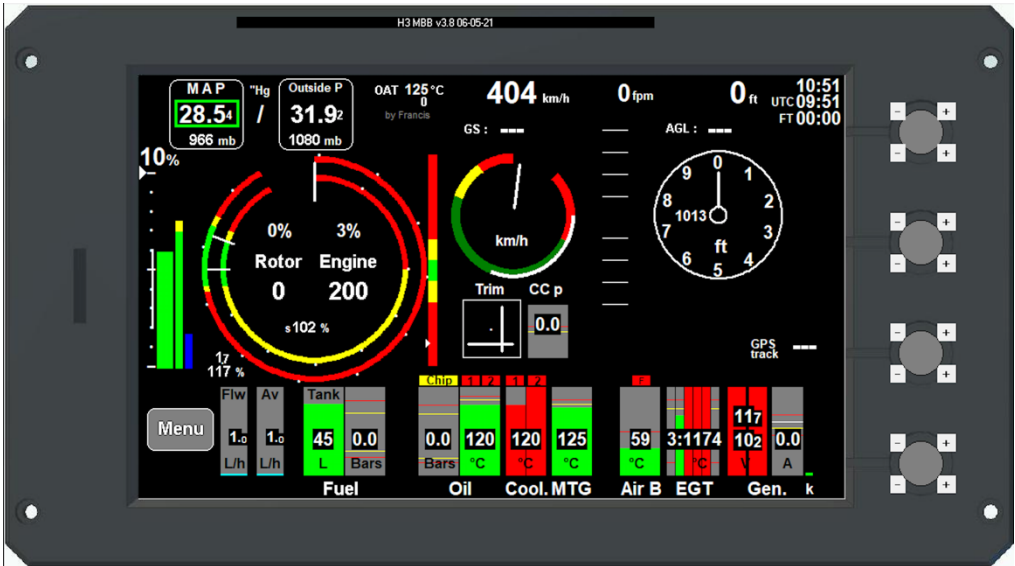 H3 MBB v3.8 06-05-21
MAP "Hg Outside P
28.54 / 31.92
966 mb 1080 mb
OAT 125 °C
0
by Francis
404 km/h
0 fpm
0 ft
10:51
UTC 09:51
FT 00:00
GS : ---
AGL : ---
10%
0% 3%
Rotor Engine
0 200
s102 %
17
117 %
km/h
Trim CC p
0.0
0 1 2 3 4 5 6 7 8 9
1013
ft
GPS
track ---
Menu
Flw Av Tank Chip 1 2 1 2 F
117
1.0 1.0 45 0.0 0.0 120 120 125 59 3:1174 102 0.0
L/h L/h L Bars Bars °C °C °C °C °C V A
Fuel Oil Cool. MTG Air B EGT Gen. k
- +
- +
- +
- +
- +
- +
- +
- +